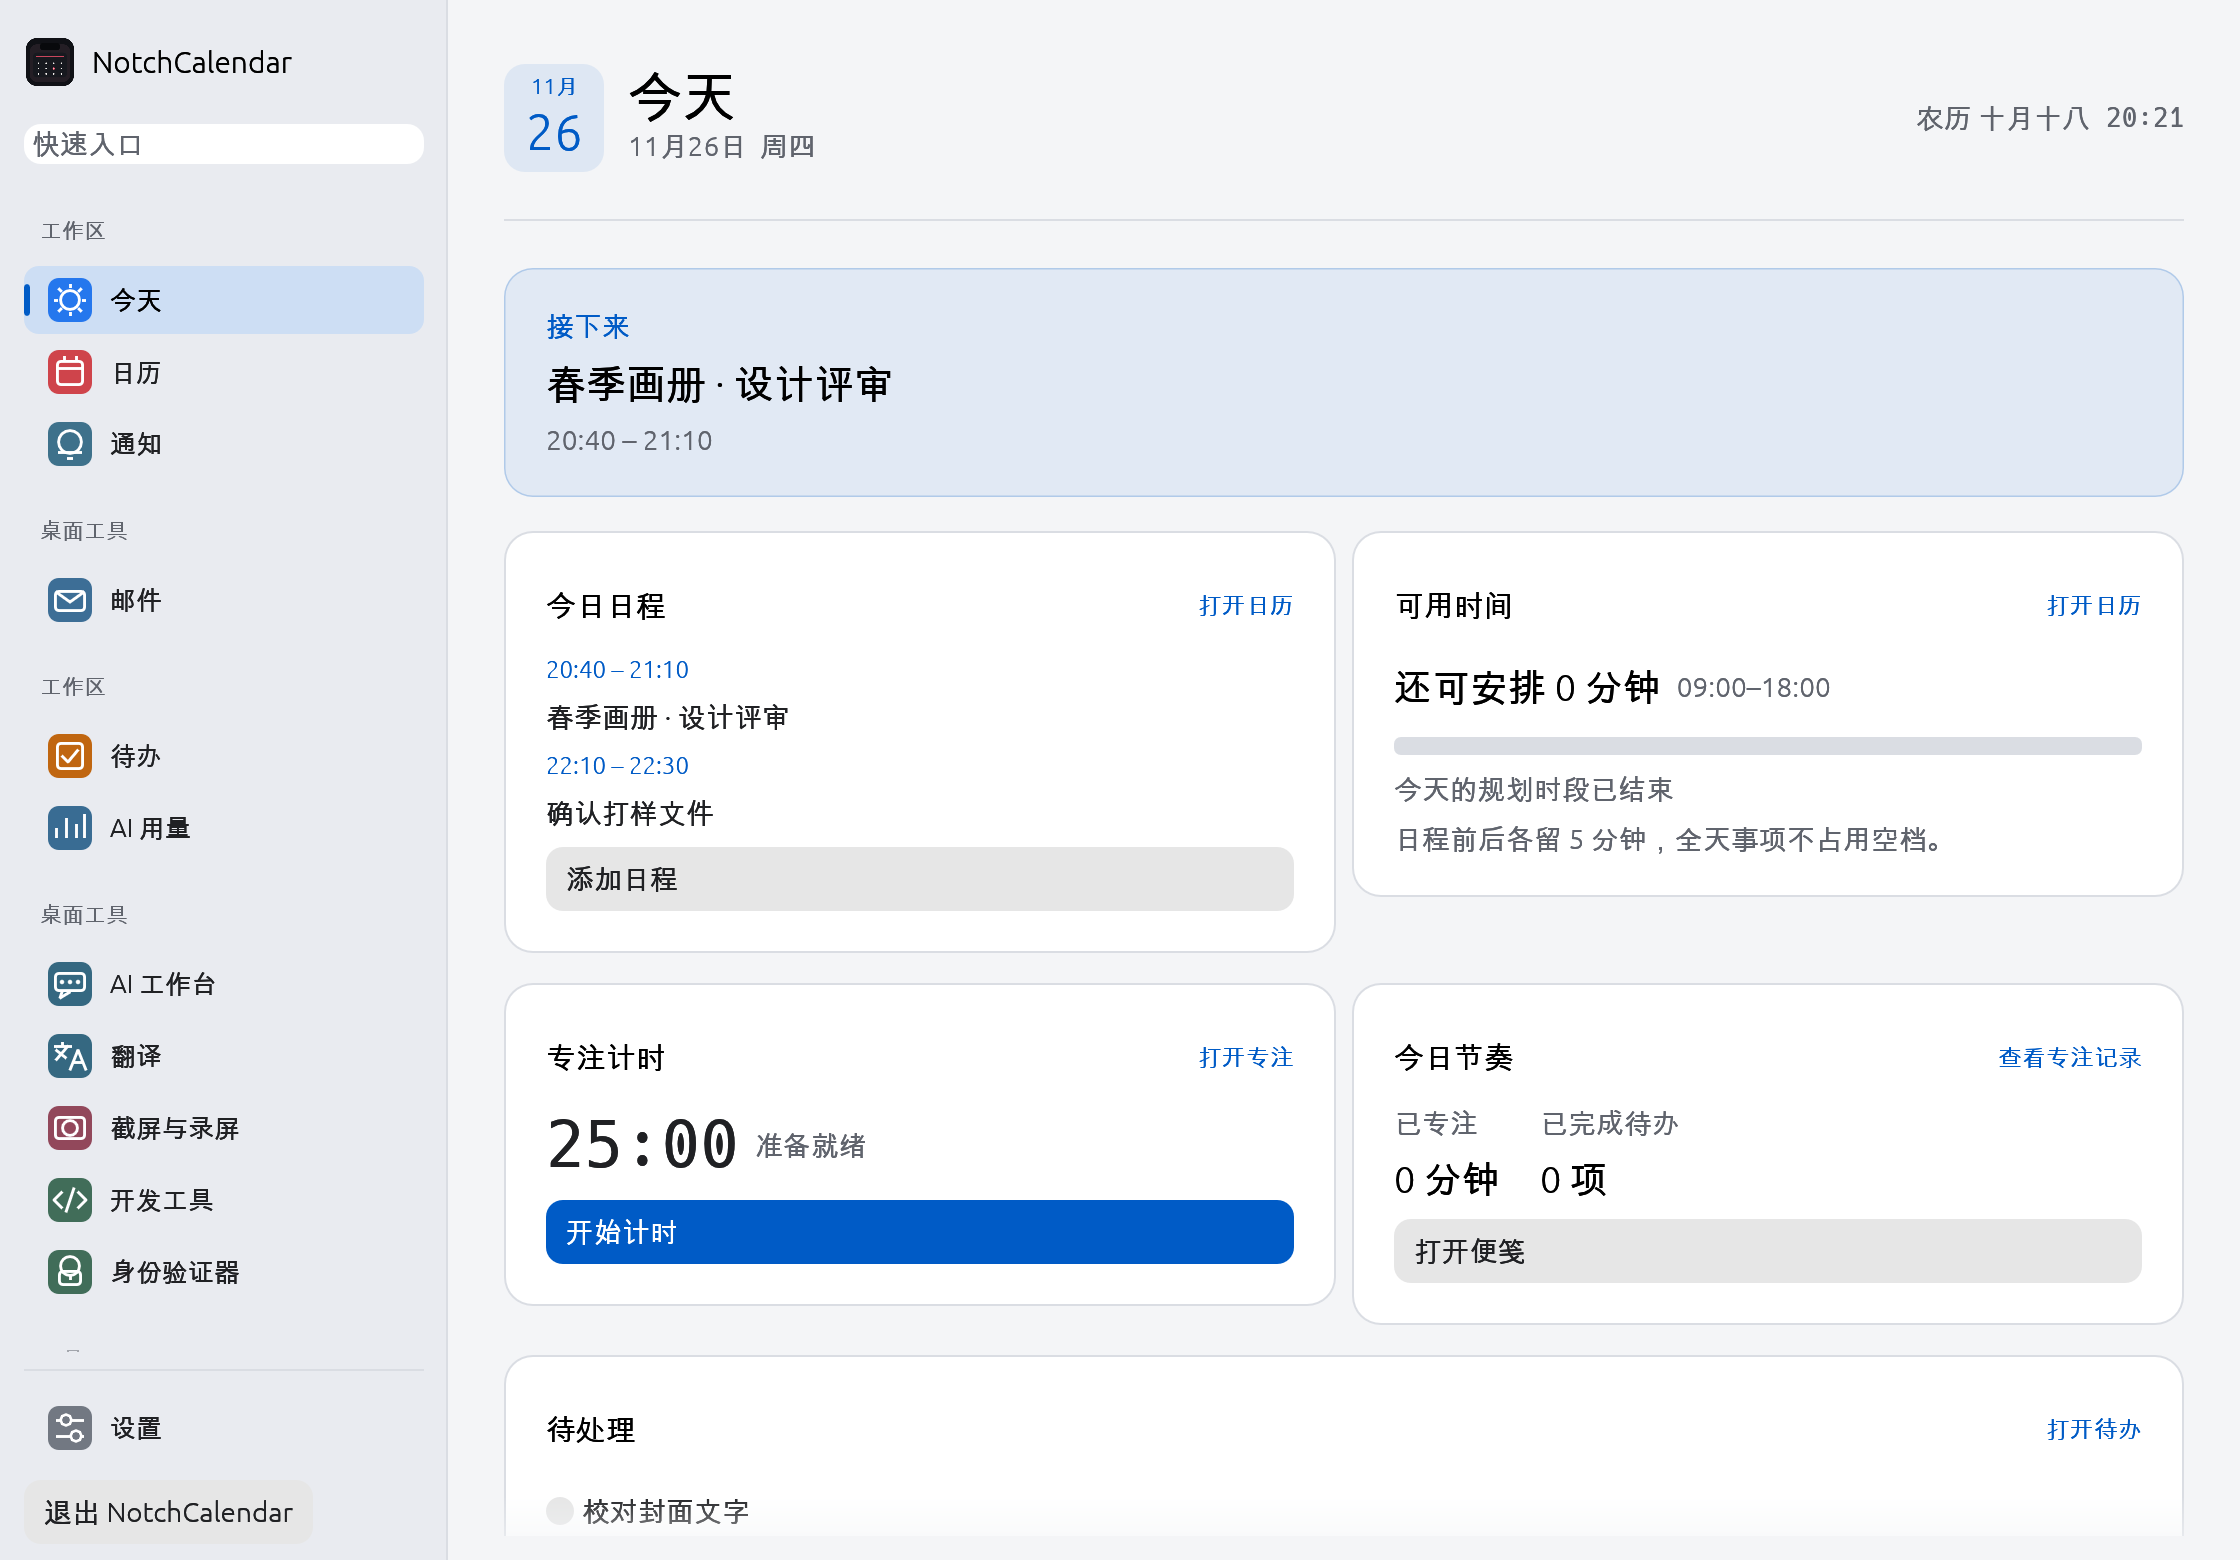 NotchCalendar
快速入口
工作区
今天
日历
通知
桌面工具
邮件
工作区
待办
AI 用量
桌面工具
AI 工作台
翻译
截屏与录屏
开发工具
身份验证器
设置
退出 NotchCalendar
11月
26
今天
11月26日 周四
农历 十月十八 20:21
接下来
春季画册 · 设计评审
20:40 – 21:10
今日日程
打开日历
20:40 – 21:10
春季画册 · 设计评审
22:10 – 22:30
确认打样文件
添加日程
可用时间
打开日历
还可安排 0 分钟 09:00–18:00
今天的规划时段已结束
日程前后各留 5 分钟，全天事项不占用空档。
专注计时
打开专注
25:00 准备就绪
开始计时
今日节奏
查看专注记录
已专注 已完成待办
0 分钟 0 项
打开便笺
待处理
打开待办
校对封面文字